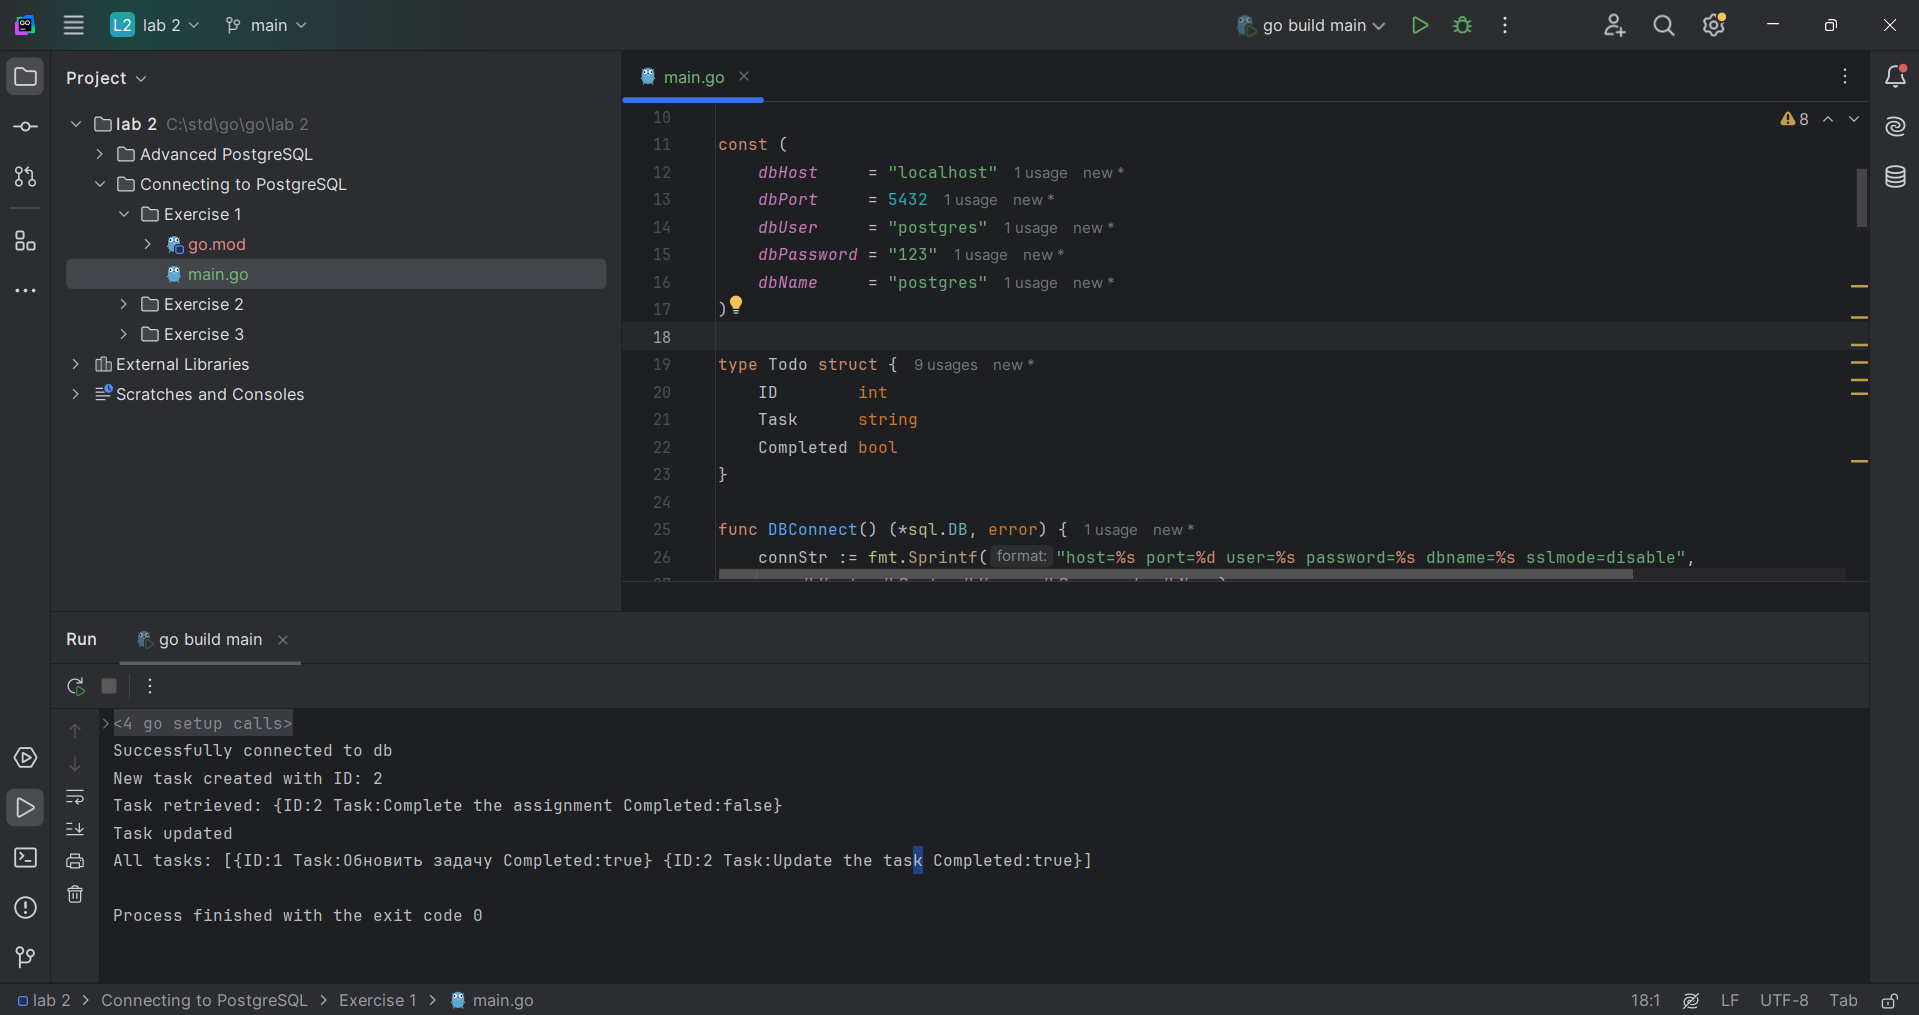 L2 lab 2 main go build main
Project
main.go
lab 2 C:\std\go\go\lab 2
Advanced PostgreSQL
Connecting to PostgreSQL
Exercise 1
go.mod
main.go
Exercise 2
Exercise 3
External Libraries
Scratches and Consoles
8
10
11 const (
12 dbHost = "localhost" 1 usage new *
13 dbPort = 5432 1 usage new *
14 dbUser = "postgres" 1 usage new *
15 dbPassword = "123" 1 usage new *
16 dbName = "postgres" 1 usage new *
17 )
18
19 type Todo struct { 9 usages new *
20 ID int
21 Task string
22 Completed bool
23 }
24
25 func DBConnect() (*sql.DB, error) { 1 usage new *
26 connStr := fmt.Sprintf( format: "host=%s port=%d user=%s password=%s dbname=%s sslmode=disable",
Run go build main
<4 go setup calls>
Successfully connected to db
New task created with ID: 2
Task retrieved: {ID:2 Task:Complete the assignment Completed:false}
Task updated
All tasks: [{ID:1 Task:Обновить задачу Completed:true} {ID:2 Task:Update the task Completed:true}]
Process finished with the exit code 0
lab 2 > Connecting to PostgreSQL > Exercise 1 > main.go
18:1 LF UTF-8 Tab